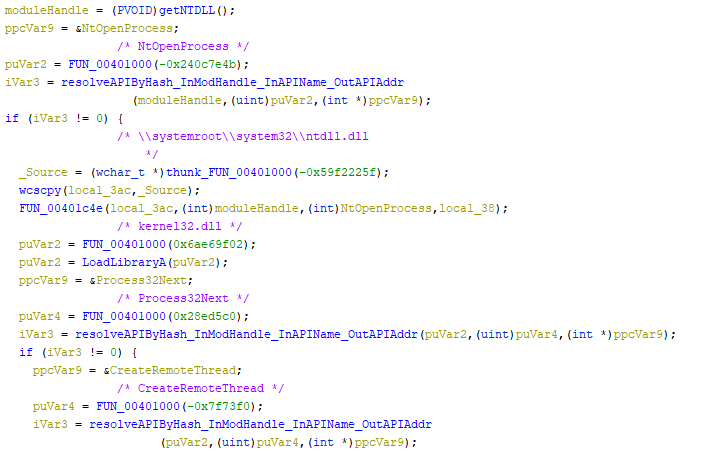 moduleHandle = (PVOID)getNTDLL();
ppcVar9 = &NtOpenProcess;
/* NtOpenProcess */
puVar2 = FUN_00401000(-0x240c7e4b);
iVar3 = resolveAPIByHash_InModHandle_InAPIName_OutAPIAddr
(moduleHandle,(uint)puVar2,(int *)ppcVar9);
if (iVar3 != 0) {
/* \\systemroot\\system32\\ntdll.dll
*/
_Source = (wchar_t *)thunk_FUN_00401000(-0x59f2225f);
wcscpy(local_3ac,_Source);
FUN_00401c4e(local_3ac,(int)moduleHandle,(int)NtOpenProcess,local_38);
/* kernel32.dll */
puVar2 = FUN_00401000(0x6ae69f02);
puVar2 = LoadLibraryA(puVar2);
ppcVar9 = &Process32Next;
/* Process32Next */
puVar4 = FUN_00401000(0x28ed5c0);
iVar3 = resolveAPIByHash_InModHandle_InAPIName_OutAPIAddr(puVar2,(uint)puVar4,(int *)ppcVar9);
if (iVar3 != 0) {
ppcVar9 = &CreateRemoteThread;
/* CreateRemoteThread */
puVar4 = FUN_00401000(-0x7f73f0);
iVar3 = resolveAPIByHash_InModHandle_InAPIName_OutAPIAddr
(puVar2,(uint)puVar4,(int *)ppcVar9);